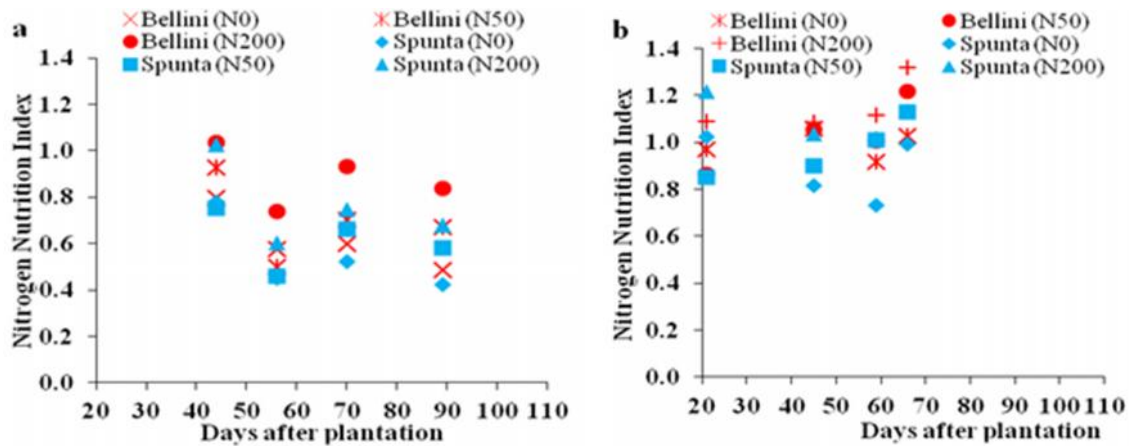 a
Bellini (N0) Bellini (N50)
Bellini (N200) Spunta (N0)
Spunta (N50) Spunta (N200)
Nitrogen Nutrition Index
1.4
1.2
1.0
0.8
0.6
0.4
0.2
0.0
20 30 40 50 60 70 80 90 100 110
Days after plantation
b
Bellini (N0) Bellini (N50)
Bellini (N200) Spunta (N0)
Spunta (N50) Spunta (N200)
Nitrogen Nutrition Index
1.4
1.2
1.0
0.8
0.6
0.4
0.2
0.0
20 30 40 50 60 70 80 90 100 110
Days after plantation